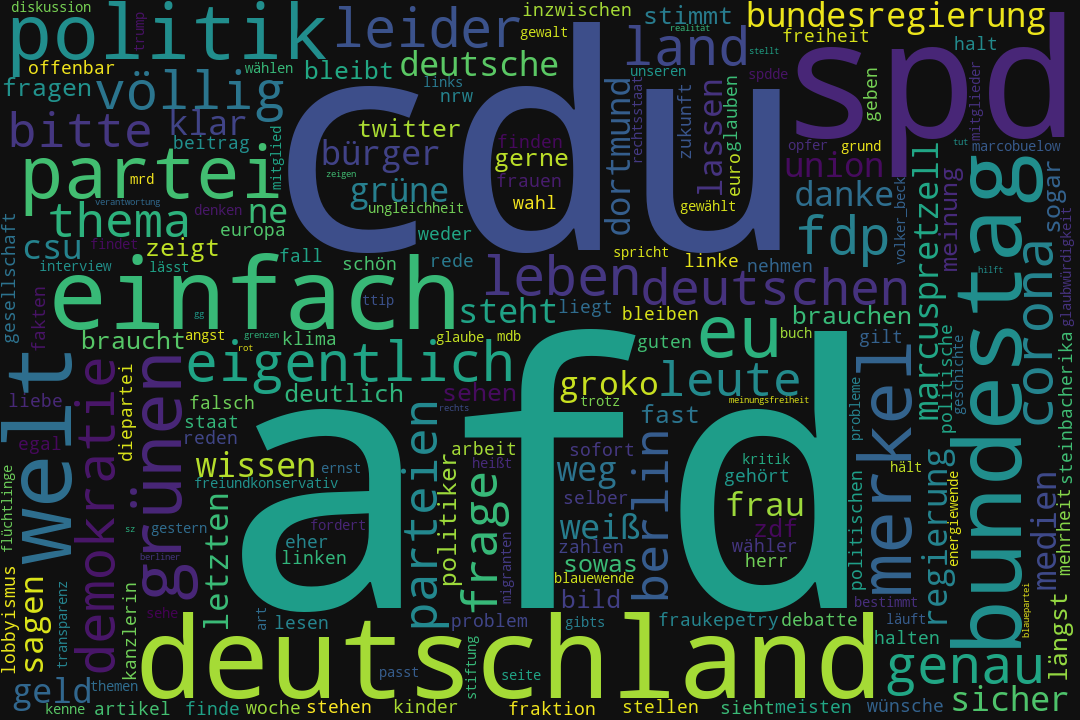 diskussion
politik
trump
leider
inzwischen
gewalt
stimmt
realität
bundesregierung
offenbar
wählen
bleibt
deutsche
land
stellt
freiheit
halt
fragen
völlig
links
nrw
unseren
spdde
spd
cdu
geben
mitglieder
bitte
klar
beitrag
mitglied
twitter
bürger
finden
gerne
frauen
wahl
dortmund
rechtsstaat
zukunft
lassen
glauben
euro
opfer
grund
union
tut
marcobuelow
partei
mrd
zeigen
grüne
ungleichheit
gewählt
danke
volker_beck
meinung
verantwortung
thema
denken
ne
europa
weder
fdp
sogar
gesellschaft
csu
findet
zeigt
fall
schön
rede
spricht
linke
nehmen
interview
lässt
leben
deutschen
hilft
glaubwürdigkeit
einfach
ttip
steht
liegt
bleiben
brauchen
marcuspretzell
bundestag
corona
fakten
gg
braucht
angst
grenzen
klima
glaube
mdb
guten
eu
buch
gilt
rot
eigentlich
deutlich
sehen
groko
trotz
leute
meinungsfreiheit
politische
geschichte
welt
liebe
demokratie
diepartei
grünen
falsch
staat
reden
rechts
fast
probleme
merkel
steinbacherika
egal
afd
wissen
ernst
freiundkonservativ
parteien
arbeit
heißt
politiker
sofort
weg
selber
berlin
kritik
gehört
frau
hält
flüchtlinge
sz
gestern
letzten
fordert
eher
linken
frage
migranten
weiß
zahlen
sowas
blauewende
zdf
wähler
herr
politischen
regierung
energiewende
medien
mehrheit
berliner
lobbyismus
sagen
transparenz
kanzlerin
sehe
art
lesen
problem
bild
gibts
fraukepetry
debatte
bestimmt
läuft
halten
blauepartei
längst
deutschland
geld
themen
passt
stiftung
seite
genau
kenne
artikel
finde
woche
stehen
kinder
fraktion
stellen
sieht
meisten
wünsche
sicher